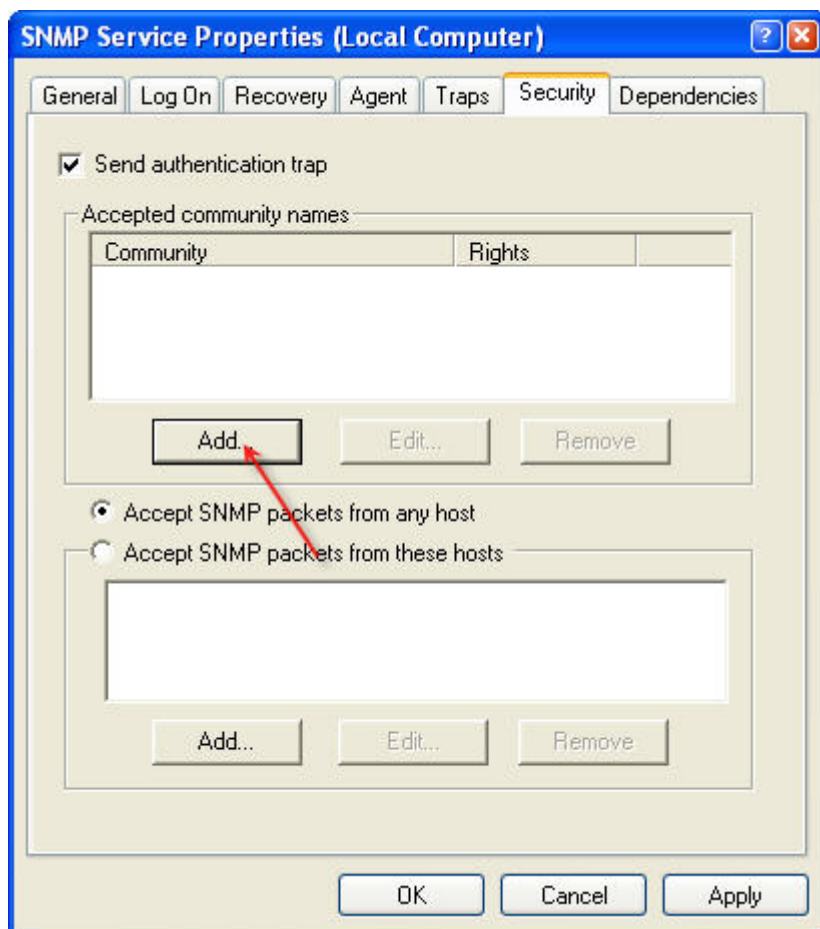 SNMP Service Properties (Local Computer)
General Log On Recovery Agent Traps Security Dependencies
Send authentication trap
Accepted community names
Community Rights
Add... Edit... Remove
Accept SNMP packets from any host
Accept SNMP packets from these hosts
Add... Edit... Remove
OK Cancel Apply